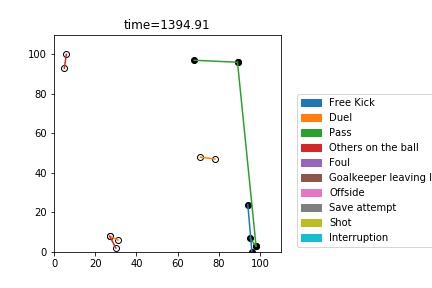 time=1394.91
100
80
60
40
20
0
0 20 40 60 80 100
Free Kick
Duel
Pass
Others on the ball
Foul
Goalkeeper leaving l
Offside
Save attempt
Shot
Interruption